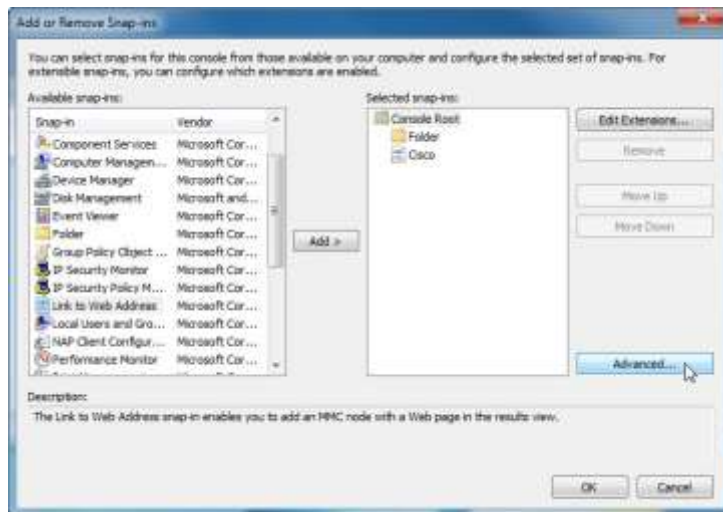 Add or Remove Snap-ins
You can select snap-ins for this console from those available on your computer and configure the selected set of snap-ins. For
extensible snap-ins, you can configure which extensions are enabled.
Available snap-ins:
Snap-in Vendor
Component Services Microsoft Cor...
Computer Managem... Microsoft Cor...
Device Manager Microsoft Cor...
Disk Management Microsoft and...
Event Viewer Microsoft Cor...
Folder Microsoft Cor...
Group Policy Object ... Microsoft Cor...
IP Security Monitor Microsoft Cor...
IP Security Policy M... Microsoft Cor...
Link to Web Address Microsoft Cor...
Local Users and Gro... Microsoft Cor...
NAP Client Configur... Microsoft Cor...
Performance Monitor Microsoft Cor...
Add >
Selected snap-ins:
Console Root
Folder
Cisco
Edit Extensions...
Remove
Move Up
Move Down
Advanced...
Description:
The Link to Web Address snap-in enables you to add an MMC node with a Web page in the results view.
OK
Cancel